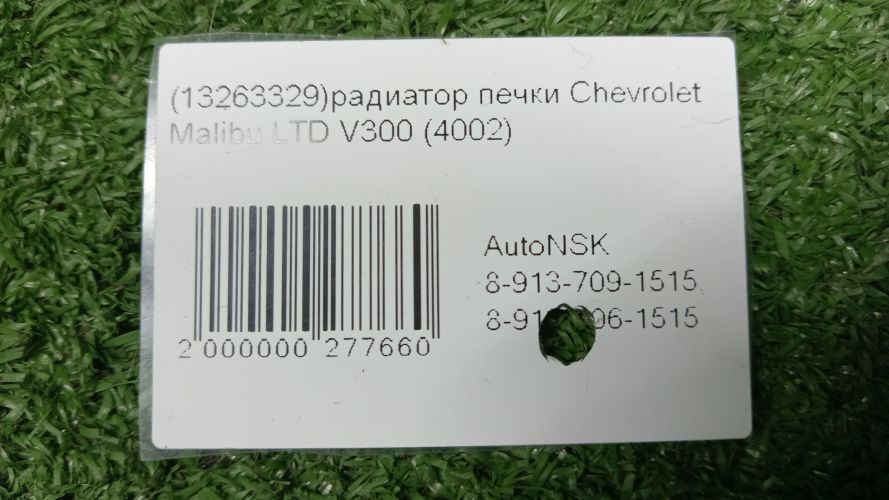 (13263329)радиатор печки Chevrolet
Malibu LTD V300 (4002)
AutoNSK
8-913-709-1515
2 000000 277660